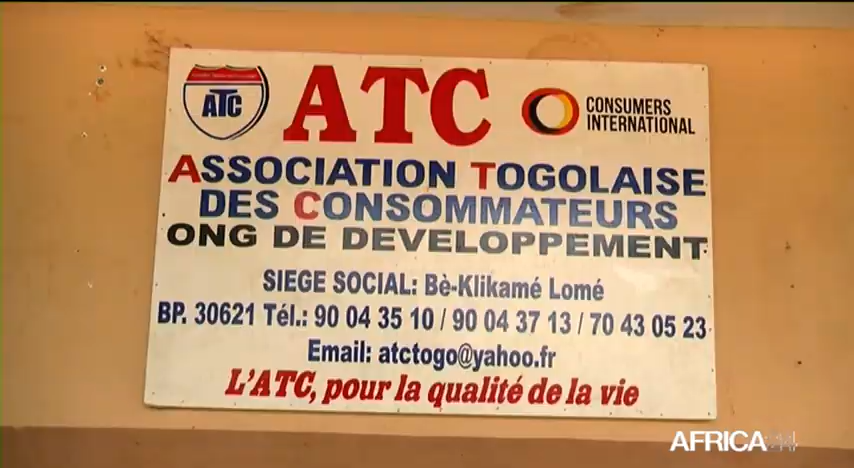 ATC
ATC
CONSUMERS
INTERNATIONAL
ASSOCIATION TOGOLAISE
DES CONSOMMATEURS
ONG DE DEVELOPPEMENT
SIEGE SOCIAL: Bè-Klikamé Lomé
BP. 30621 Tél.: 90 04 35 10 / 90 04 37 13 / 70 43 05 23
Email: atctogo@yahoo.fr
L'ATC, pour la qualité de la vie
AFRICA24